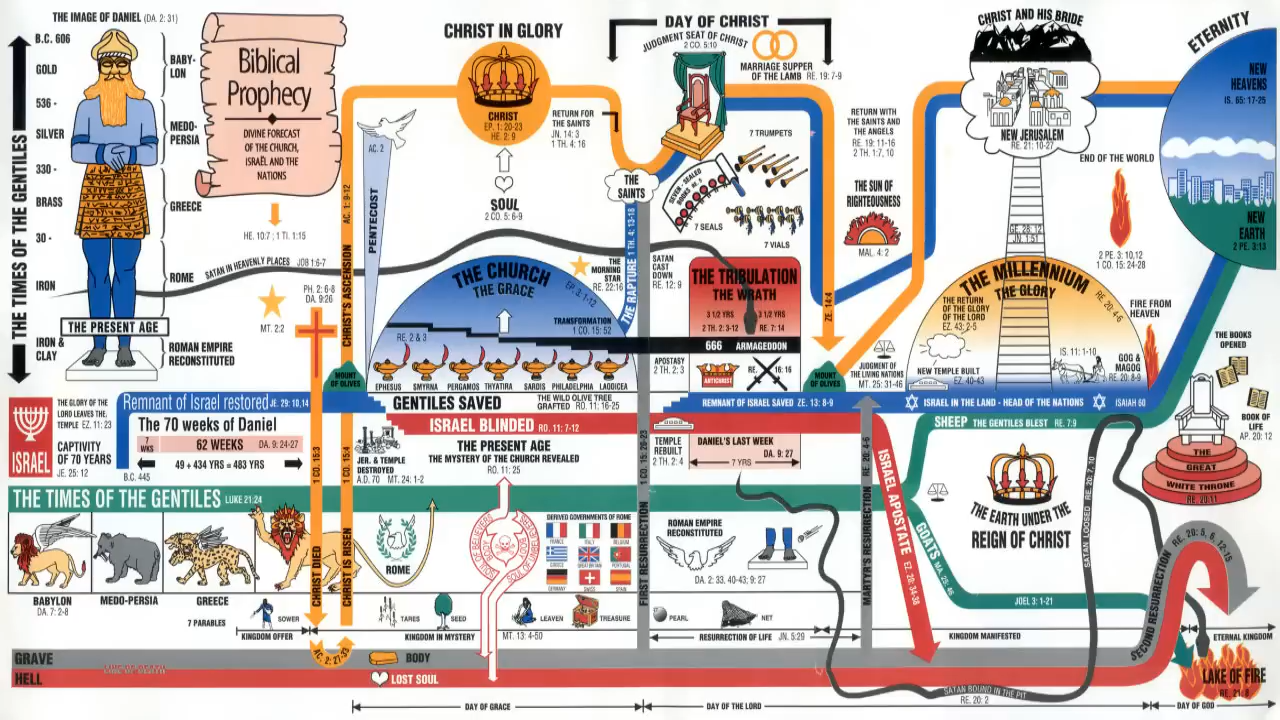 THE IMAGE OF DANIEL (DA. 2: 31)
THE TIMES OF THE GENTILES
B.C. 606
GOLD
536 -
SILVER
330 -
BRASS
30 -
IRON
IRON &
CLAY
BABY-
LON
MEDO-
PERSIA
GREECE
ROME
THE PRESENT AGE
ROMAN EMPIRE
RECONSTITUTED
Biblical
Prophecy
DIVINE FORECAST
OF THE CHURCH,
ISRAËL AND THE
NATIONS
HE. 10:7 ; 1 TI. 1:15
SATAN IN HEAVENLY PLACES JOB 1:6-7
MT. 2:2
PH. 2: 6-8
DA. 9:26
CHRIST'S ASCENSION AC. 1: 9-12
AC. 2
PENTECOST
CHRIST IN GLORY
CHRIST
EP. 1: 20-23
HE. 2: 9
SOUL
2 CO. 5: 6-9
RETURN FOR
THE SAINTS
JN. 14: 3
1 TH. 4: 16
DAY OF CHRIST
JUDGMENT SEAT OF CHRIST
2 CO. 5:10
MARRIAGE SUPPER
OF THE LAMB RE. 19: 7-9
THE
SAINTS
SEVEN - SEALED
7 SEALS
7 TRUMPETS
7 VIALS
THE RAPTURE 1 TH. 4: 13-18
THE
MORNING
STAR
RE. 22:16
SATAN
CAST
DOWN
RE. 12: 9
THE CHURCH
THE GRACE
EP. 3: 1-12
TRANSFORMATION
1 CO. 15: 52
RE. 2 & 3
EPHESUS
SMYRNA
PERGAMOS
THYATIRA
SARDIS
PHILADELPHIA
LAODICEA
THE TRIBULATION
THE WRATH
3 1/2 YRS
2 TH. 2: 3-12
3 1/2 YRS
RE. 7: 14
666 ARMAGEDDON
APOSTASY
2 TH. 2: 3
ANTICHRIST
RE. 16: 16
ZE. 14:4
MOUNT
OF OLIVES
RETURN WITH
THE SAINTS AND
THE ANGELS
RE. 19: 11-16
2 TH. 1:7, 10
THE SUN OF
RIGHTEOUSNESS
MAL. 4: 2
JUDGMENT OF
THE LIVING NATIONS
MT. 25: 31-46
CHRIST AND HIS BRIDE
NEW JERUSALEM
RE. 21: 10-27
GE. 28: 12
JN. 1:51
THE MILLENNIUM
THE GLORY
RE. 20: 4-6
THE RETURN
OF THE GLORY
OF THE LORD
EZ. 43: 2-5
NEW TEMPLE BUILT
EZ. 40-43
IS. 11: 1-10
GOG &
MAGOG
RE. 20: 8-9
END OF THE WORLD
2 PE. 3: 10,12
1 CO. 15: 24-28
FIRE FROM
HEAVEN
ETERNITY
NEW
HEAVENS
IS. 65: 17-25
NEW
EARTH
2 PE. 3:13
THE BOOKS
OPENED
BOOK OF
LIFE
AP. 20: 12
THE
GREAT
WHITE THRONE
RE. 20:11
ISRAEL
THE GLORY OF THE
LORD LEAVES THE
TEMPLE EZ. 11: 23
CAPTIVITY
OF 70 YEARS
JE. 25: 12
Remnant of Israel restored JE. 29: 10,14
The 70 weeks of Daniel
7
WKS
62 WEEKS DA. 9: 24-27
49 + 434 YRS = 483 YRS
B.C. 445
MOUNT
OF OLIVES
GENTILES SAVED
THE WILD OLIVE TREE
GRAFTED RO. 11: 16-25
ISRAEL BLINDED RO. 11: 7-12
JER. & TEMPLE
DESTROYED
A.D. 70 MT. 24: 1-2
THE PRESENT AGE
THE MYSTERY OF THE CHURCH REVEALED
RO. 11: 25
REMNANT OF ISRAEL SAVED ZE. 13: 8-9
TEMPLE
REBUILT
2 TH. 2: 4
DANIEL'S LAST WEEK
DA. 9: 27
7 YRS
ISRAEL IN THE LAND - HEAD OF THE NATIONS
ISAIAH 60
SHEEP THE GENTILES BLEST RE. 7:9
THE EARTH UNDER THE
REIGN OF CHRIST
THE TIMES OF THE GENTILES LUKE 21:24
BABYLON
DA. 7: 2-8
MEDO-PERSIA
GREECE
CHRIST DIED 1 CO. 15:3
CHRIST IS RISEN 1 CO. 15:4
ROME
DERIVED GOVERNMENTS OF ROME
FRANCE
ITALY
BELGIUM
GREECE
GREAT BRITAIN
PORTUGAL
GERMANY
SWISS
SPAIN
FIRST RESURRECTION 1 CO. 15: 20-23
ROMAN EMPIRE
RECONSTITUTED
DA. 2: 33, 40-43; 9: 27
MARTYR'S RESURRECTION RE. 20: 4-6
ISRAEL APOSTATE EZ. 20: 34-38
GOATS MA. 25: 46
JOEL 3: 1-21
SATAN LOOSED RE. 20: 7, 10
SECOND RESURRECTION RE. 20: 5, 6, 12-15
7 PARABLES
SOWER
TARES
SEED
LEAVEN
TREASURE
PEARL
NET
KINGDOM OFFER
KINGDOM IN MYSTERY
MT. 13: 4-50
RESURRECTION OF LIFE JN. 5:29
KINGDOM MANIFESTED
ETERNAL KINGDOM
GRAVE
AC. 2: 27-33
BODY
HELL
LOST SOUL
SATAN BOUND IN THE PIT
RE. 20: 2
LAKE OF FIRE
RE. 21: 8
DAY OF GRACE
DAY OF THE LORD
DAY OF GOD